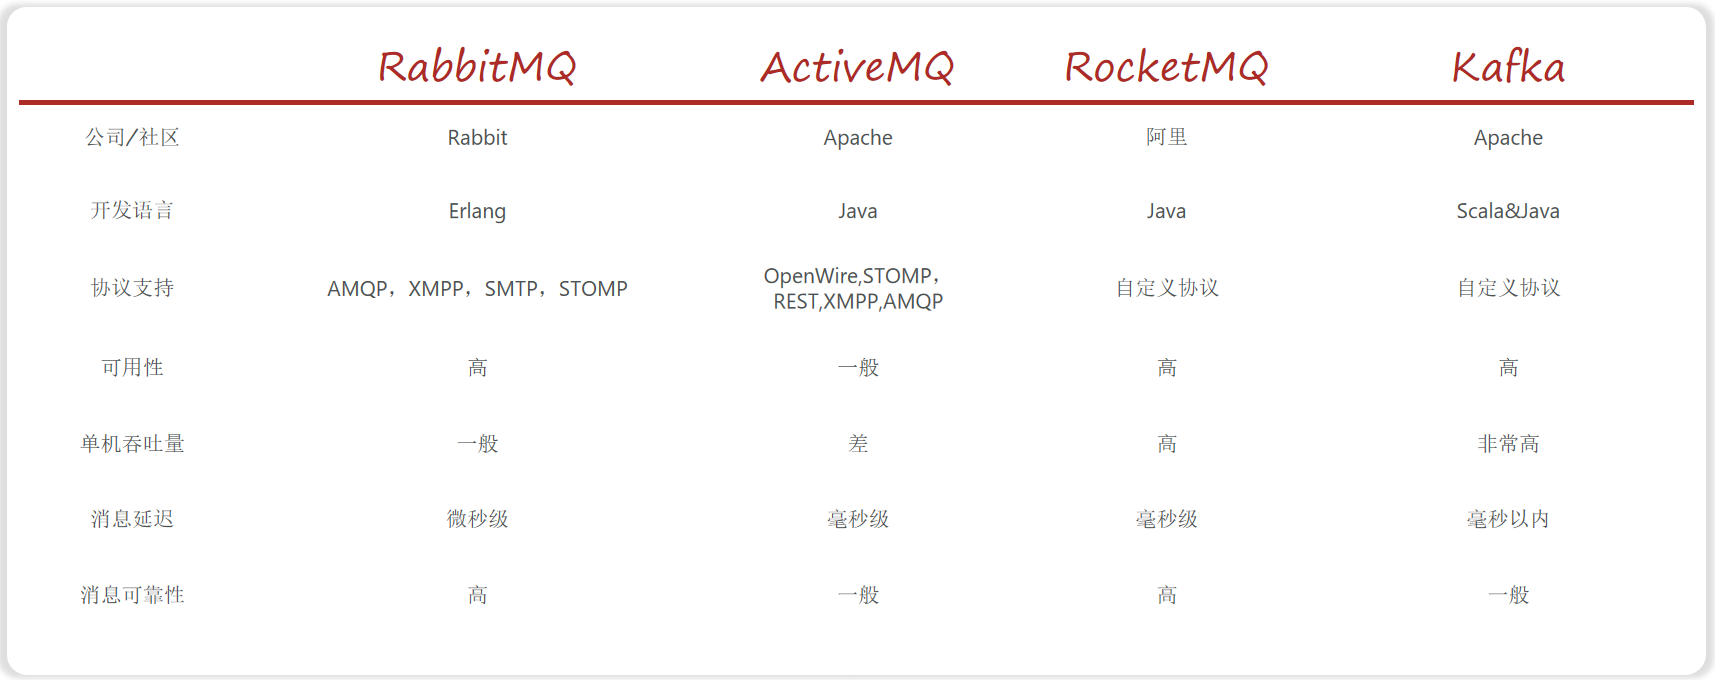 RabbitMQ ActiveMQ RocketMQ Kafka
公司/社区 Rabbit Apache 阿里 Apache
开发语言 Erlang Java Java Scala&Java
协议支持 AMQP，XMPP，SMTP，STOMP OpenWire,STOMP， 自定义协议 自定义协议
REST,XMPP,AMQP
可用性 高 一般 高 高
单机吞吐量 一般 差 高 非常高
消息延迟 微秒级 毫秒级 毫秒级 毫秒以内
消息可靠性 高 一般 高 一般